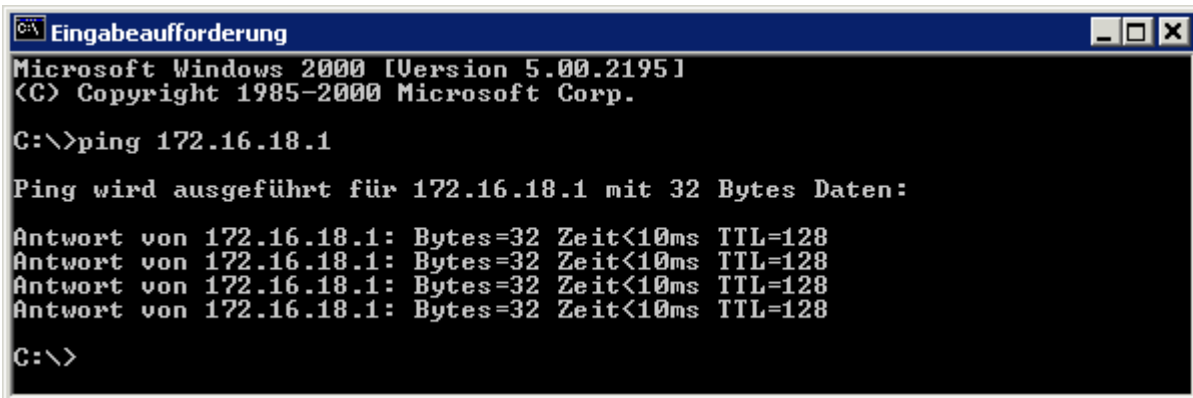 Eingabeaufforderung
Microsoft Windows 2000 [Version 5.00.2195]
(C) Copyright 1985-2000 Microsoft Corp.
C:\>ping 172.16.18.1
Ping wird ausgeführt für 172.16.18.1 mit 32 Bytes Daten:
Antwort von 172.16.18.1: Bytes=32 Zeit<10ms TTL=128
Antwort von 172.16.18.1: Bytes=32 Zeit<10ms TTL=128
Antwort von 172.16.18.1: Bytes=32 Zeit<10ms TTL=128
Antwort von 172.16.18.1: Bytes=32 Zeit<10ms TTL=128
C:\>